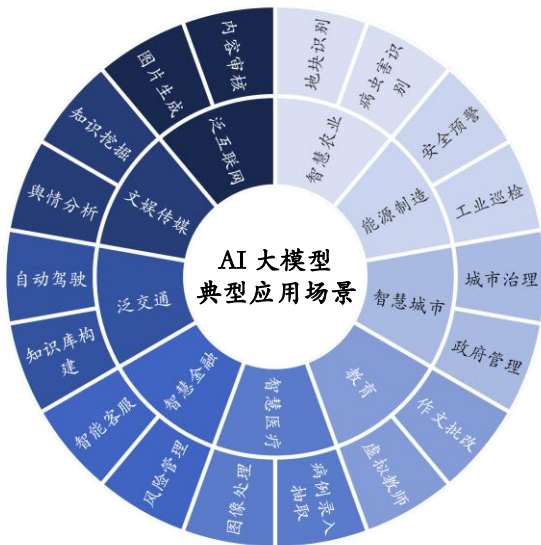 AI 大模型
典型应用场景
智慧农业
地块识别
病虫害识
别
能源制造
安全预警
工业巡检
智慧城市
城市治理
政府管理
教育
作文批改
虚拟教师
智慧医疗
病例录入
抽取
图像处理
智慧金融
风险管理
智能客服
泛交通
知识库构
建
自动驾驶
文娱传媒
舆情分析
知识挖掘
泛互联网
图片生成
内容审核